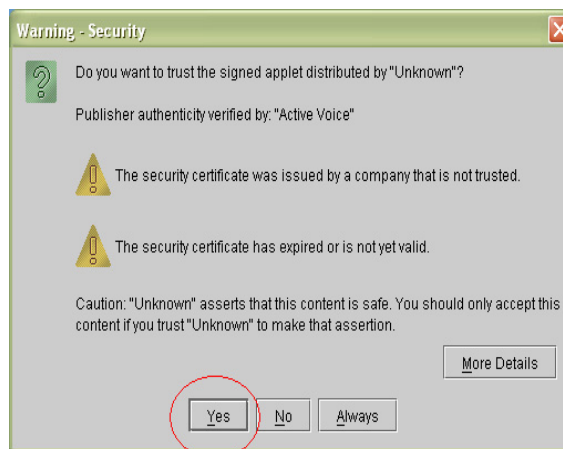 Warning - Security
Do you want to trust the signed applet distributed by "Unknown"?
Publisher authenticity verified by: "Active Voice"
The security certificate was issued by a company that is not trusted.
The security certificate has expired or is not yet valid.
Caution: "Unknown" asserts that this content is safe. You should only accept this
content if you trust "Unknown" to make that assertion.
More Details
Yes No Always